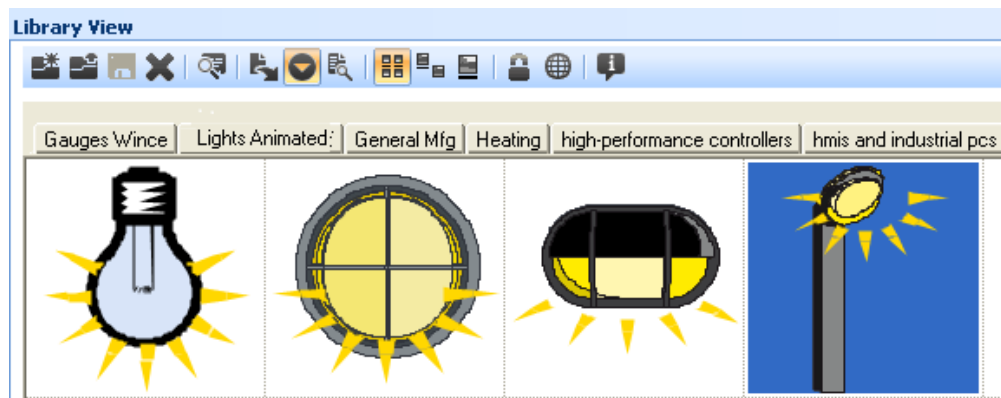 Library View
Gauges Wince Lights Animated: General Mfg Heating high-performance controllers hmis and industrial pcs